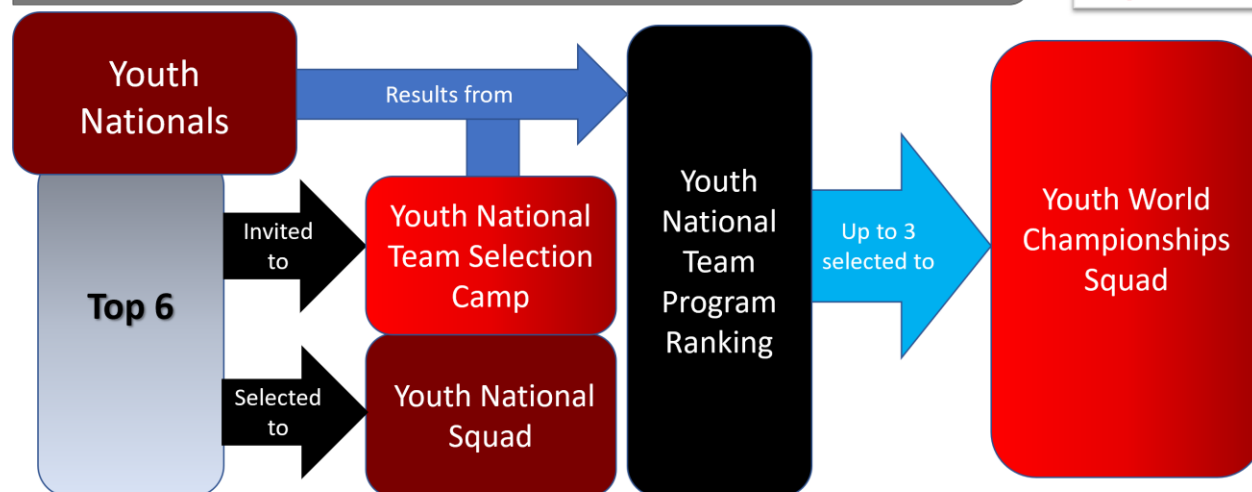 Youth
Nationals
Results from
Top 6
Invited
to
Youth National
Team Selection
Camp
Selected
to
Youth National
Squad
Youth
National
Team
Program
Ranking
Up to 3
selected to
Youth World
Championships
Squad